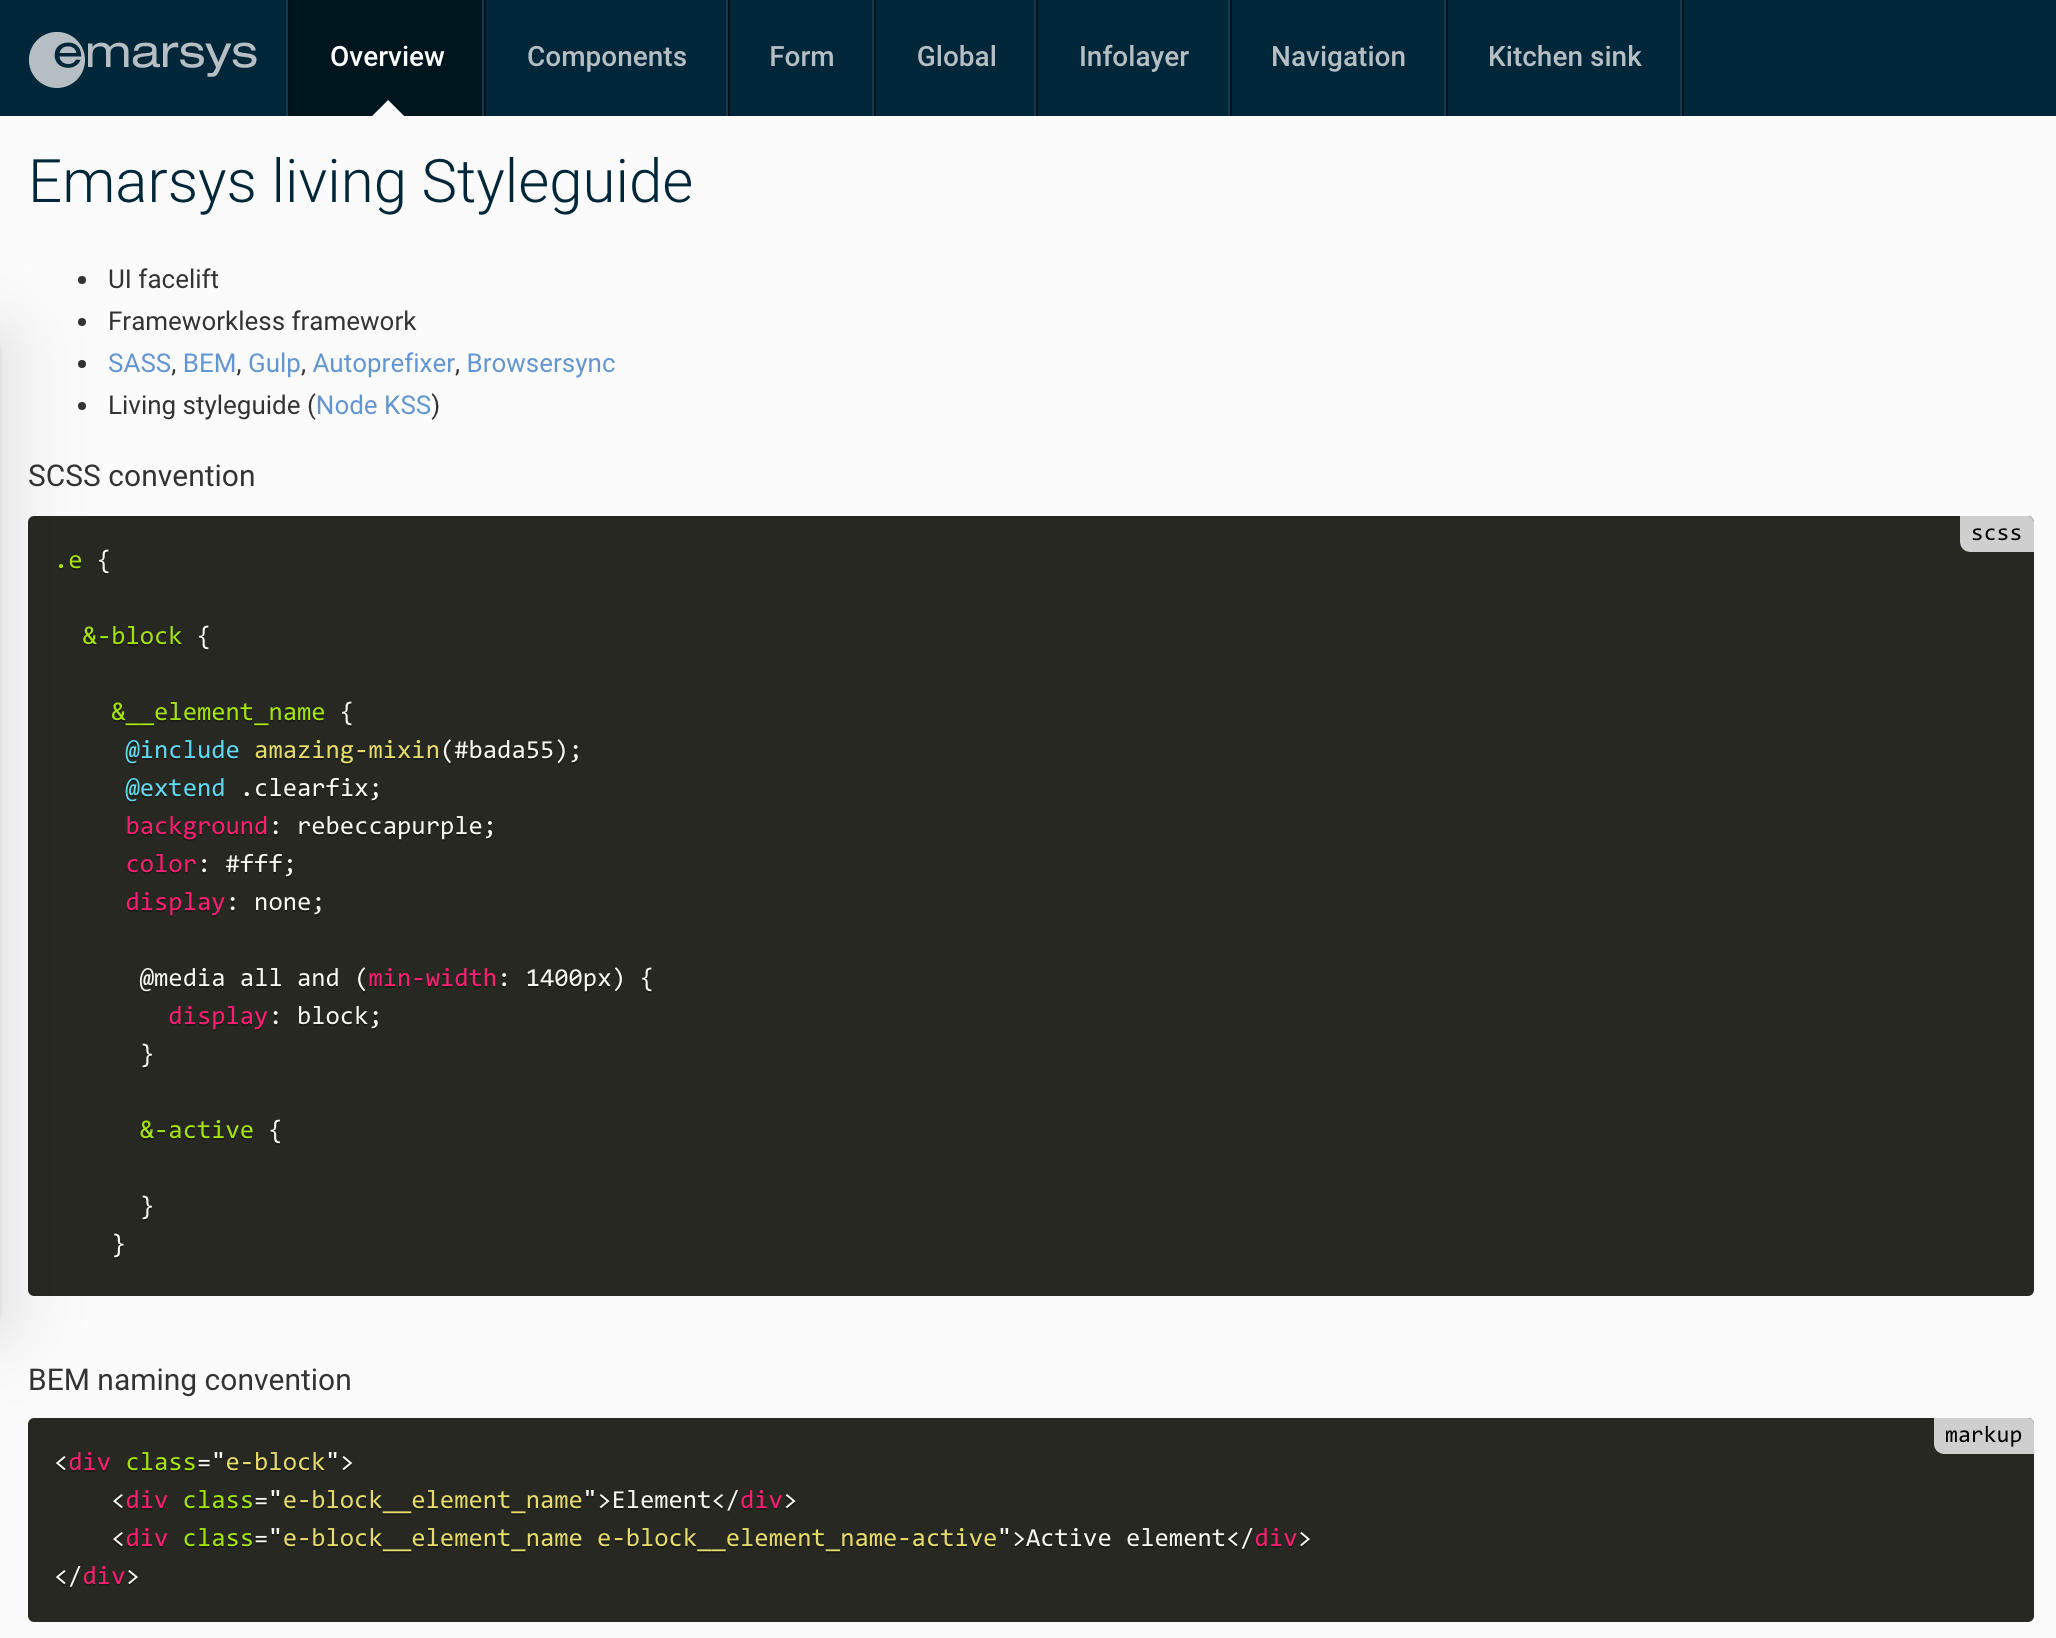 emarsys
Overview
Components
Form
Global
Infolayer
Navigation
Kitchen sink
Emarsys living Styleguide
• UI facelift
• Frameworkless framework
• SASS, BEM, Gulp, Autoprefixer, Browsersync
• Living styleguide (Node KSS)
SCSS convention
scss
.e {
  &-block {
    &__element_name {
     @include amazing-mixin(#bada55);
     @extend .clearfix;
     background: rebeccapurple;
     color: #fff;
     display: none;
      @media all and (min-width: 1400px) {
        display: block;
      }
      &-active {
      }
    }
BEM naming convention
markup
<div class="e-block">
    <div class="e-block__element_name">Element</div>
    <div class="e-block__element_name e-block__element_name-active">Active element</div>
</div>